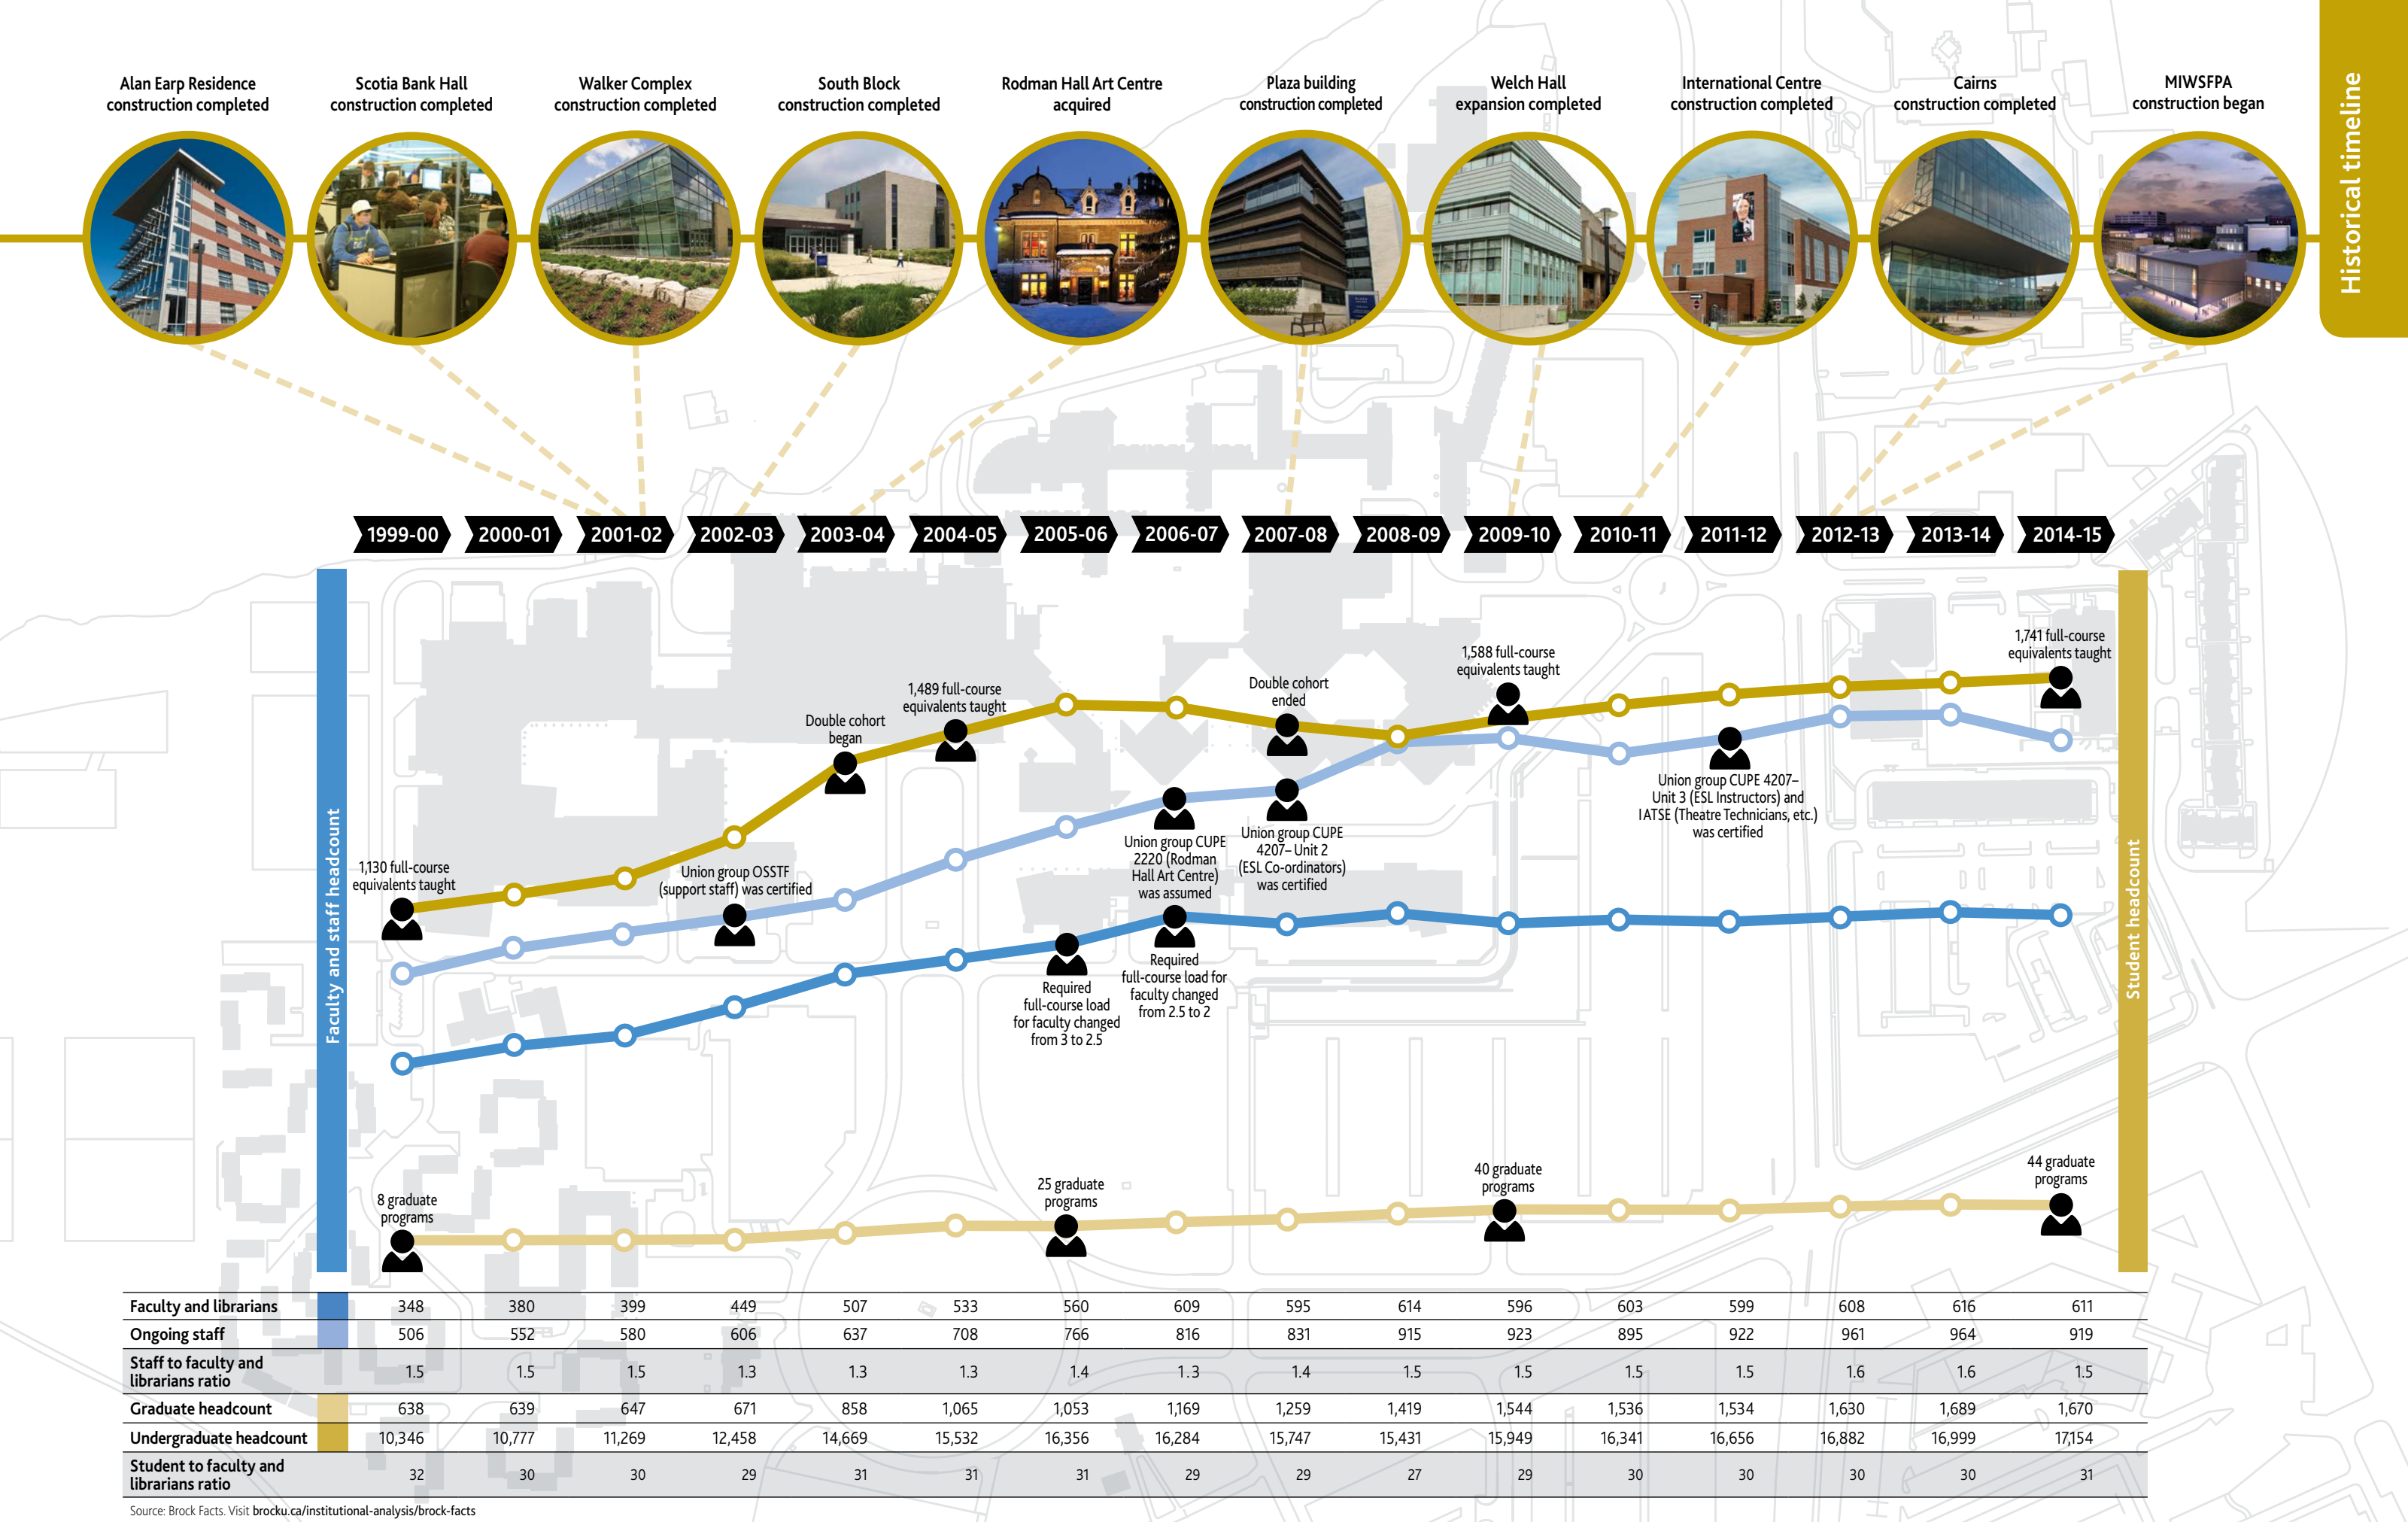 Historical timeline
Alan Earp Residence
construction completed
Scotia Bank Hall
construction completed
Walker Complex
construction completed
South Block
construction completed
Rodman Hall Art Centre
acquired
Plaza building
construction completed
Welch Hall
expansion completed
International Centre
construction completed
Cairns
construction completed
MIWSFPA
construction began
1999-00 2000-01 2001-02 2002-03 2003-04 2004-05 2005-06 2006-07 2007-08 2008-09 2009-10 2010-11 2011-12 2012-13 2013-14 2014-15
Faculty and staff headcount
Student headcount
1,130 full-course
equivalents taught
Union group OSSTF
(support staff) was certified
Double cohort
began
1,489 full-course
equivalents taught
Union group CUPE
2220 (Rodman
Hall Art Centre)
was assumed
Double cohort
ended
Union group CUPE
4207– Unit 2
(ESL Co-ordinators)
was certified
1,588 full-course
equivalents taught
Union group CUPE 4207–
Unit 3 (ESL Instructors) and
IATSE (Theatre Technicians, etc.)
was certified
1,741 full-course
equivalents taught
Required
full-course load
for faculty changed
from 3 to 2.5
Required
full-course load for
faculty changed
from 2.5 to 2
8 graduate
programs
25 graduate
programs
40 graduate
programs
44 graduate
programs
Faculty and librarians 348 380 399 449 507 533 560 609 595 614 596 603 599 608 616 611
Ongoing staff 506 552 580 606 637 708 766 816 831 915 923 895 922 961 964 919
Staff to faculty and
librarians ratio 1.5 1.5 1.5 1.3 1.3 1.3 1.4 1.3 1.4 1.5 1.5 1.5 1.5 1.6 1.6 1.5
Graduate headcount 638 639 647 671 858 1,065 1,053 1,169 1,259 1,419 1,544 1,536 1,534 1,630 1,689 1,670
Undergraduate headcount 10,346 10,777 11,269 12,458 14,669 15,532 16,356 16,284 15,747 15,431 15,949 16,341 16,656 16,882 16,999 17,154
Student to faculty and
librarians ratio 32 30 30 29 31 31 31 29 29 27 29 30 30 30 30 31
Source: Brock Facts. Visit brocku.ca/institutional-analysis/brock-facts